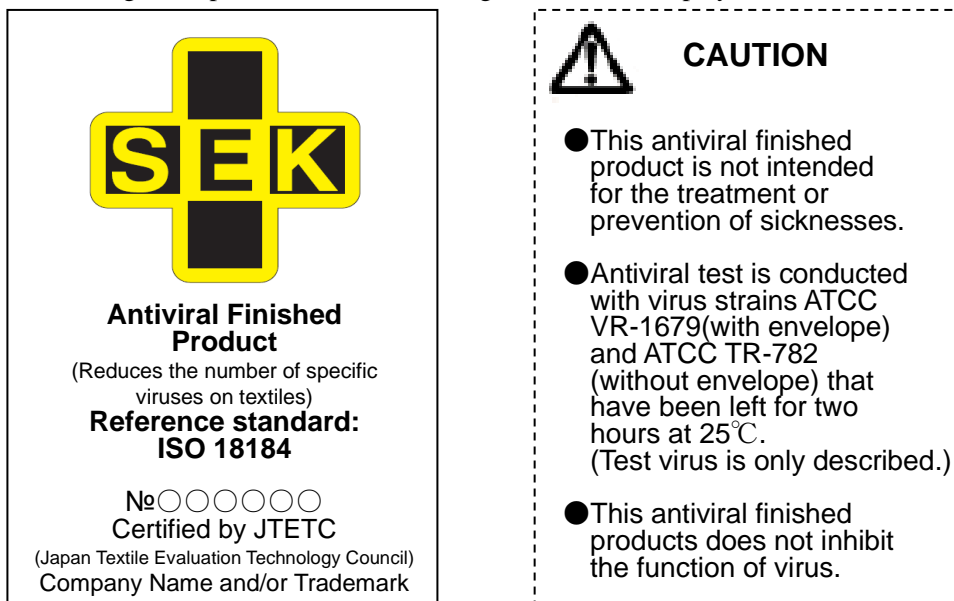 SEK
Antiviral Finished
Product
(Reduces the number of specific
viruses on textiles)
Reference standard:
ISO 18184
№○○○○○○
Certified by JTETC
(Japan Textile Evaluation Technology Council)
Company Name and/or Trademark
CAUTION
●This antiviral finished
product is not intended
for the treatment or
prevention of sicknesses.
●Antiviral test is conducted
with virus strains ATCC
VR-1679(with envelope)
and ATCC TR-782
(without envelope) that
have been left for two
hours at 25℃.
(Test virus is only described.)
●This antiviral finished
products does not inhibit
the function of virus.